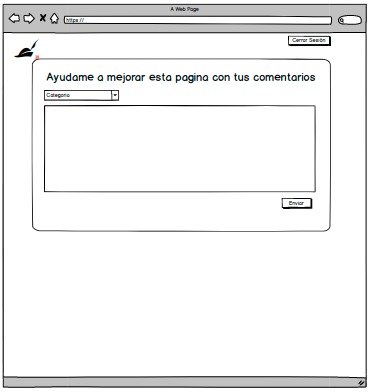 A Web Page
https://
Cerrar Sesión
Ayudame a mejorar esta pagina con tus comentarios
Categoria
Enviar